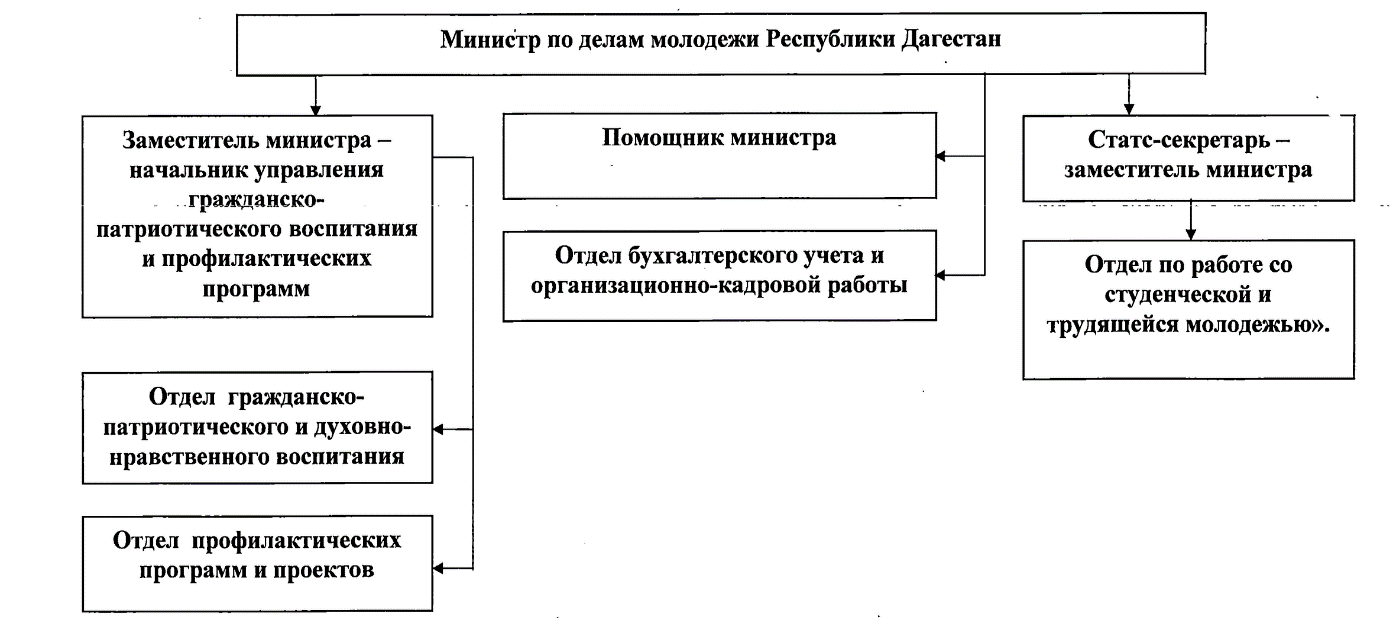 Министр по делам молодежи Республики Дагестан
Заместитель министра –
начальник управления
гражданско-
патриотического воспитания
и профилактических
программ
Помощник министра
Статс-секретарь –
заместитель министра
Отдел бухгалтерского учета и
организационно-кадровой работы
Отдел по работе со
студенческой и
трудящейся молодежью».
Отдел гражданско-
патриотического и духовно-
нравственного воспитания
Отдел профилактических
программ и проектов